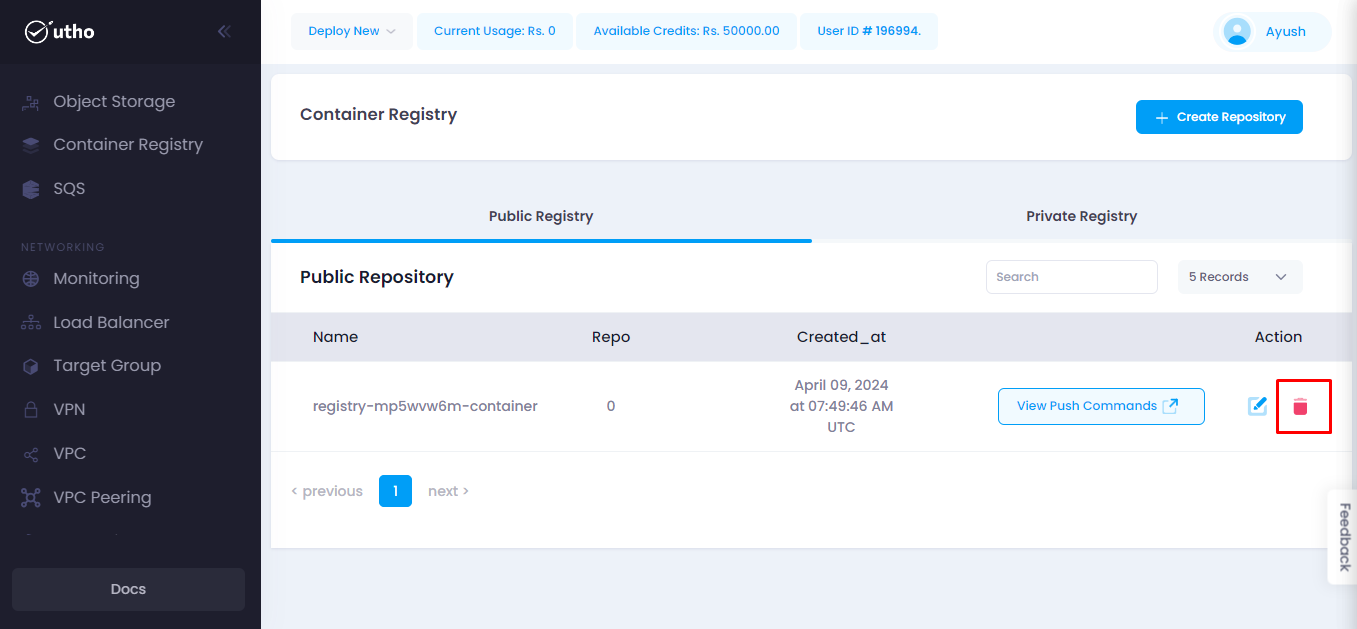 utho
Deploy New
Current Usage: Rs. 0
Available Credits: Rs. 50000.00
User ID # 196994.
Ayush
Object Storage
Container Registry
SQS
NETWORKING
Monitoring
Load Balancer
Target Group
VPN
VPC
VPC Peering
Docs
Container Registry
Create Repository
Public Registry
Private Registry
Public Repository
Search
5 Records
Name
Repo
Created_at
Action
registry-mp5wvw6m-container
0
April 09, 2024
at 07:49:46 AM
UTC
View Push Commands
< previous
1
next >
Feedback